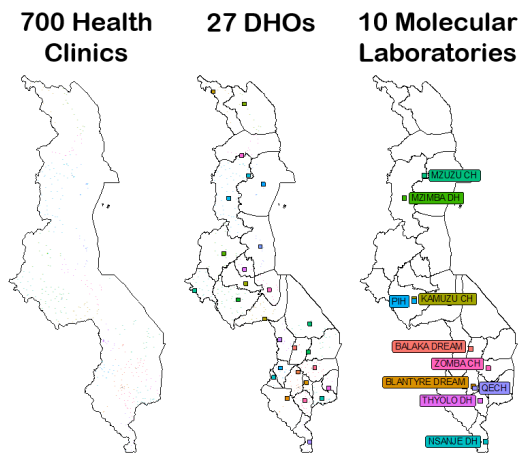 700 Health
Clinics
27 DHOs
10 Molecular
Laboratories
MZUZU CH
MZIMBA DH
PIH
KAMUZU CH
BALAKA DREAM
ZOMBA CH
BLANTYRE DREAM
QECH
THYOLO DH
NSANJE DH